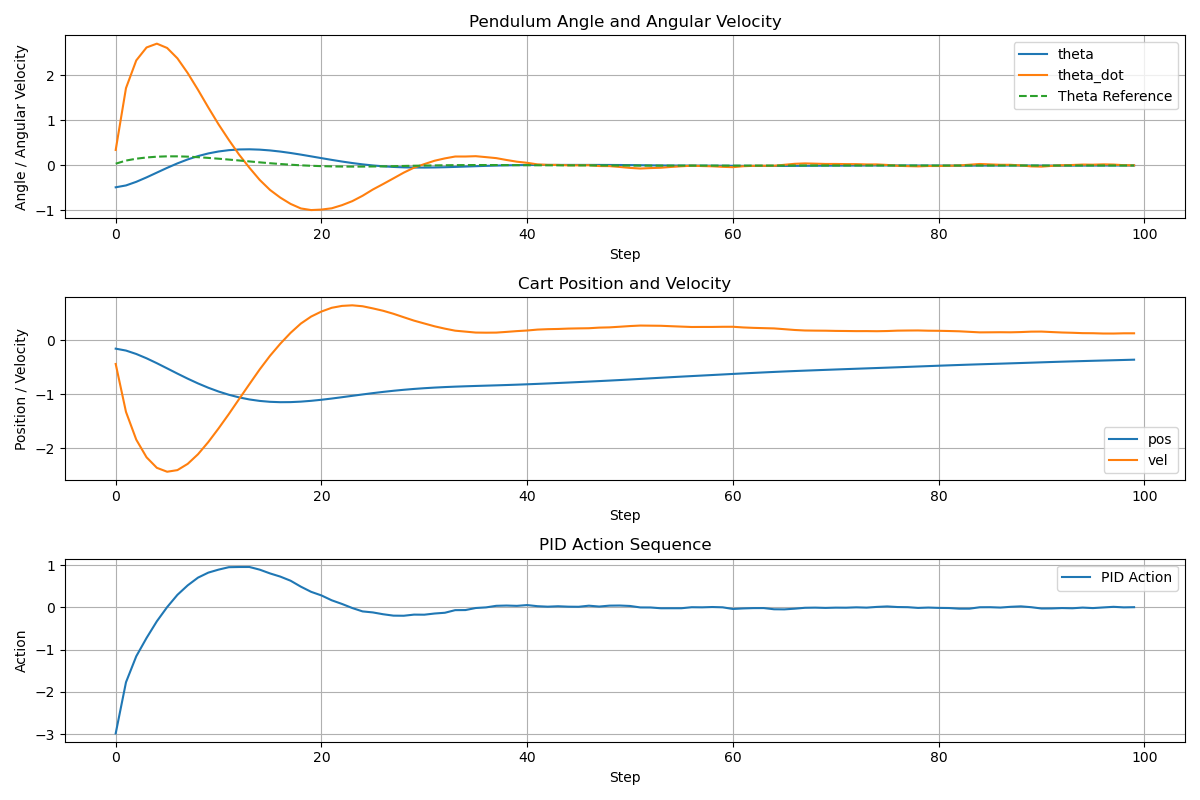 Pendulum Angle and Angular Velocity
Angle / Angular Velocity
2
1
0
−1
theta
theta_dot
Theta Reference
0
20
40
60
80
100
Step
Cart Position and Velocity
Position / Velocity
0
−1
−2
pos
vel
0
20
40
60
80
100
Step
PID Action Sequence
Action
1
0
−1
−2
−3
PID Action
0
20
40
60
80
100
Step